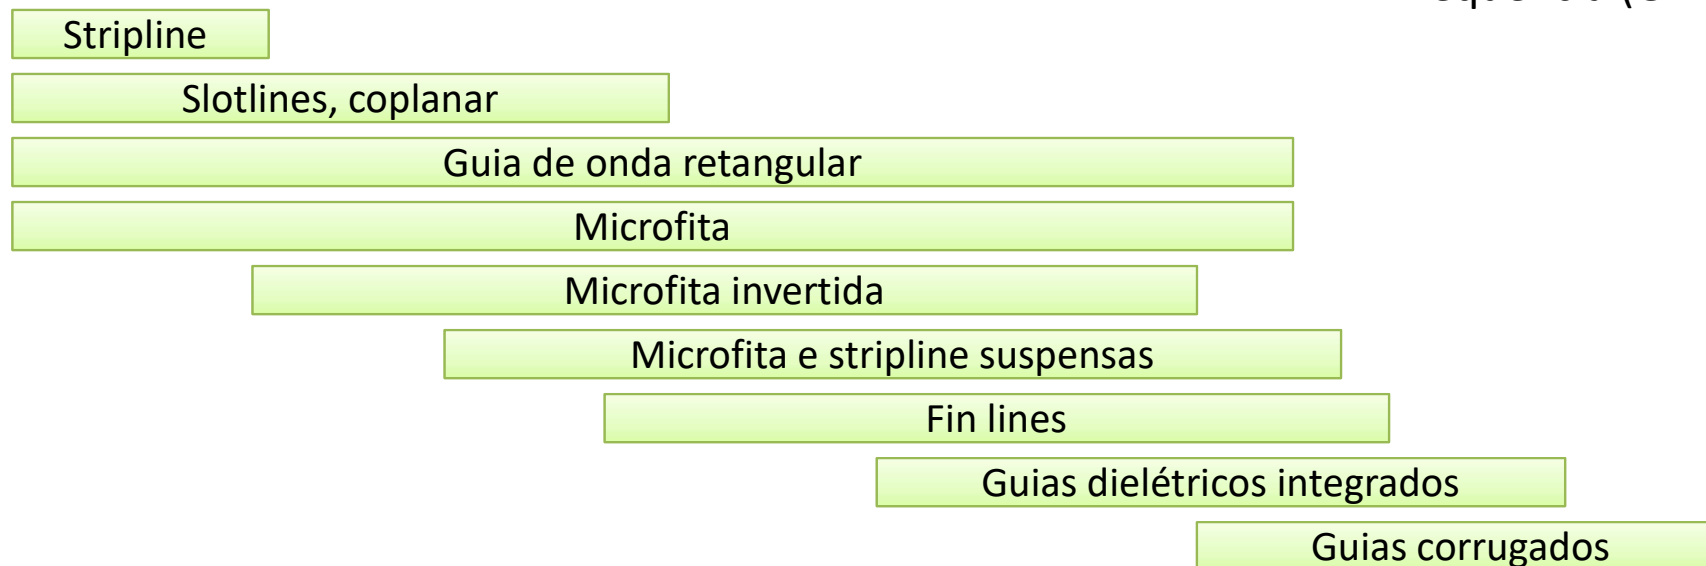 Stripline
Slotlines, coplanar
Guia de onda retangular
Microfita
Microfita invertida
Microfita e stripline suspensas
Fin lines
Guias dielétricos integrados
Guias corrugados